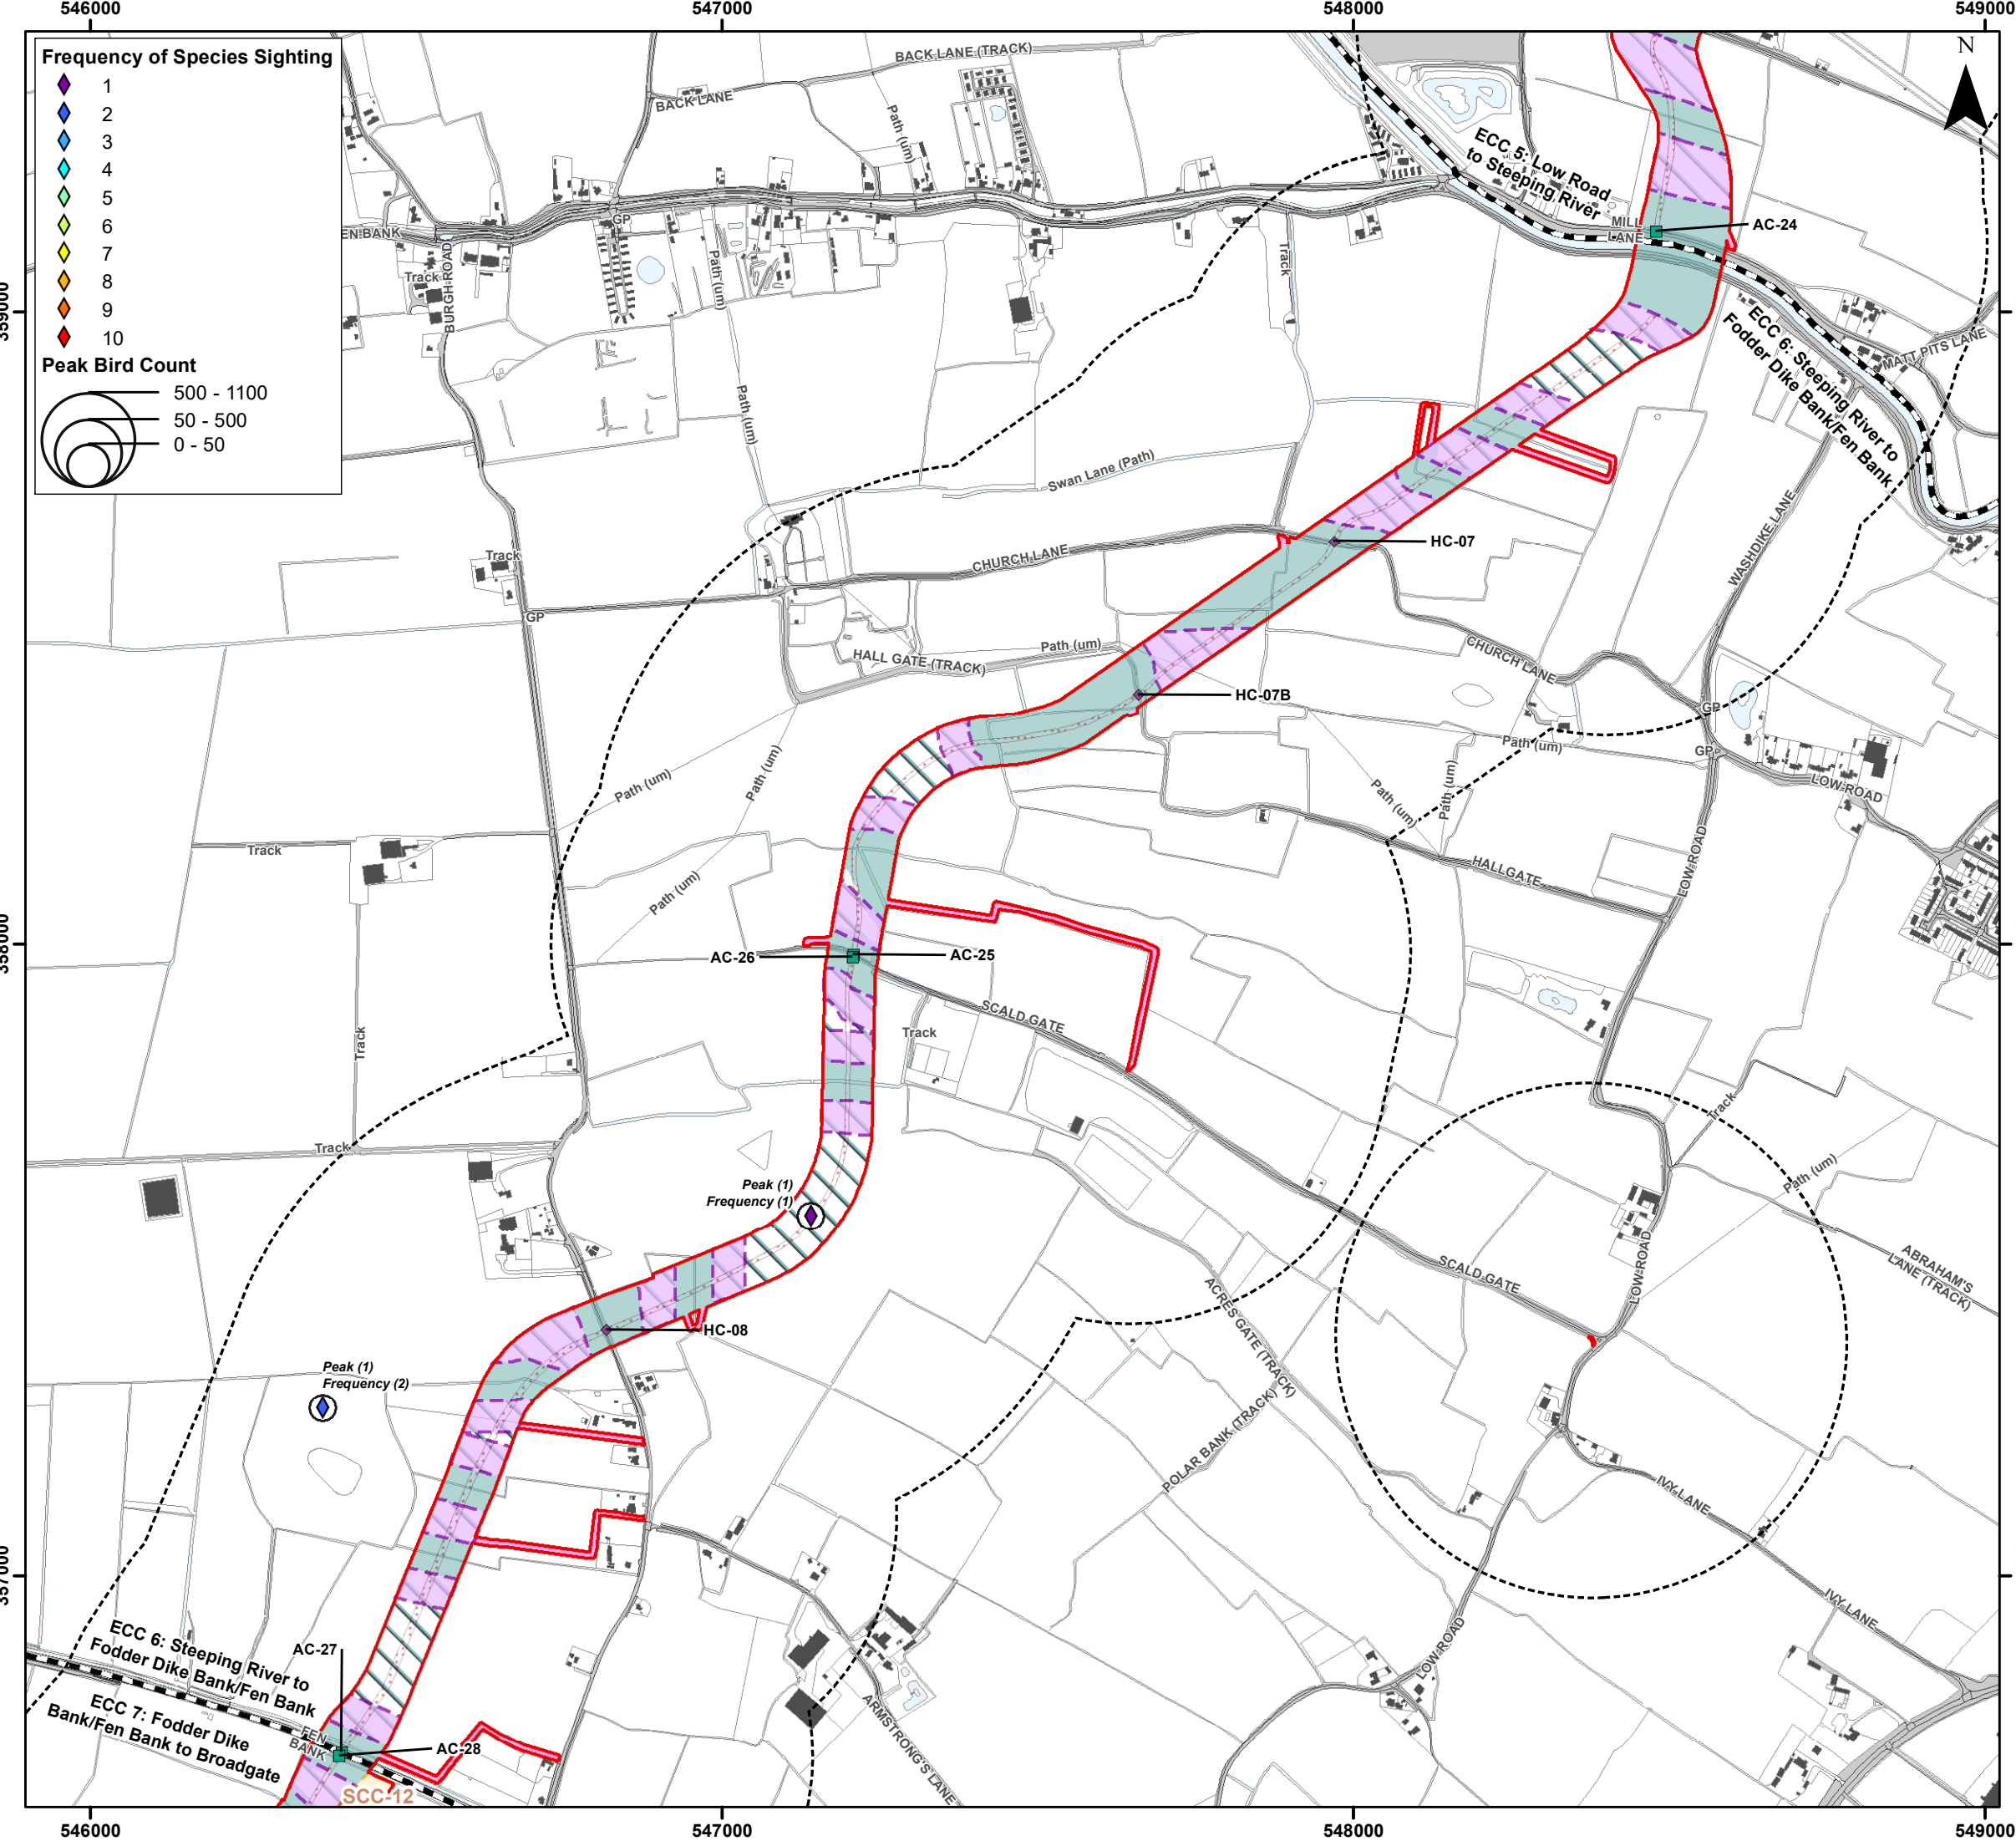 546000
547000
548000
549000
Frequency of Species Sighting
1
2
3
4
5
6
7
8
9
10
Peak Bird Count
500 - 1100
50 - 500
0 - 50
N
BACK LANE (TRACK)
BACK LANE
Path (um)
ECC 5: Low Road
to Steeping River
MILL
LANE
AC-24
GP
EN BANK
Track
BURGH ROAD
Path (um)
Track
359000
ECC 6: Steeping River to
Fodder Dike Bank/Fen Bank
MATT PITS LANE
Path (um)
Swan Lane (Path)
WASHDIKE LANE
Track
CHURCH LANE
HC-07
GP
HALL GATE (TRACK)
Path (um)
CHURCH LANE
HC-07B
GP
GP
Path (um)
LOW ROAD
Path (um)
Path (um)
Path (um)
Path (um)
Track
HALLGATE
LOW ROAD
Path (um)
358000
AC-26
AC-25
SCALD GATE
Track
Track
Track
Track
Path (um)
Peak (1)
Frequency (1)
SCALD GATE
LOW ROAD
ABRAHAM'S
LANE (TRACK)
ACRES GATE (TRACK)
HC-08
Peak (1)
Frequency (2)
POLAR BANK (TRACK)
IVY LANE
357000
IVY LANE
ECC 6: Steeping River to
Fodder Dike Bank/Fen Bank
AC-27
LOW ROAD
ECC 7: Fodder Dike
Bank/Fen Bank to Broadgate
FEN
BANK
AC-28
ARMSTRONG'S LANE
SCC-12
546000
547000
548000
549000